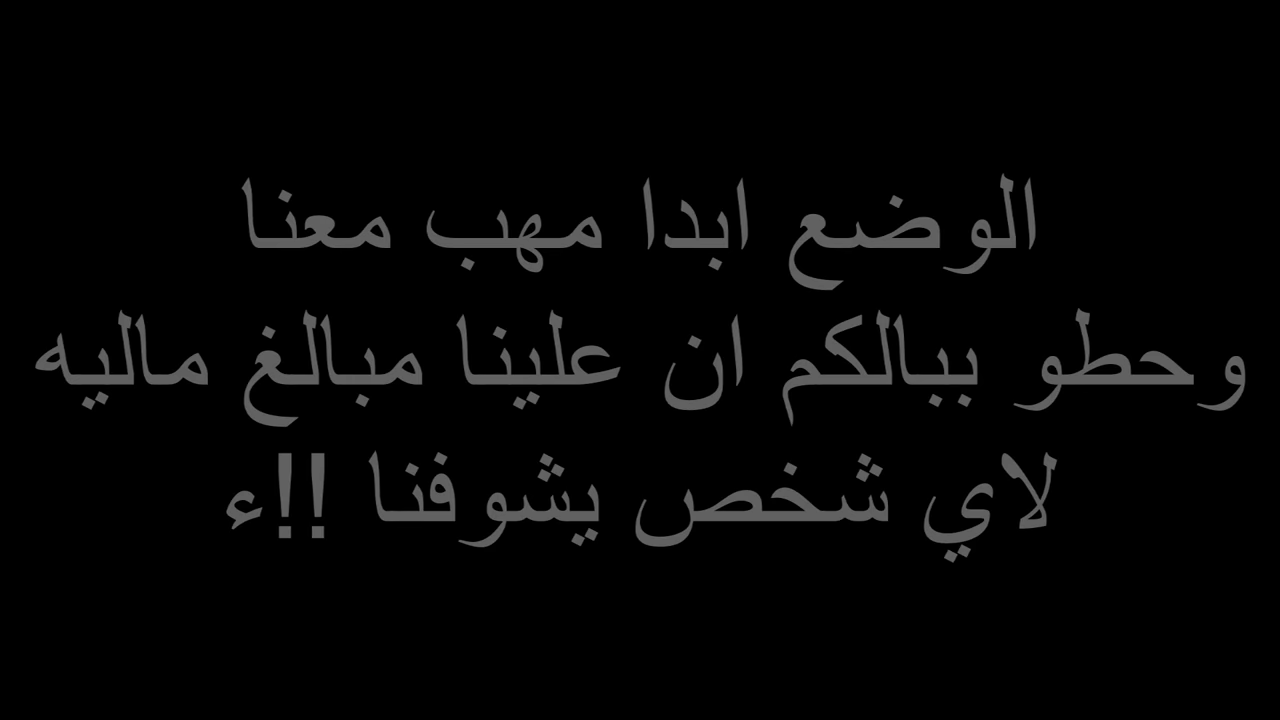 الوضع ابدا مهب معنا
وحطو ببالكم ان علينا مبالغ ماليه
لاي شخص يشوفنا !!ء